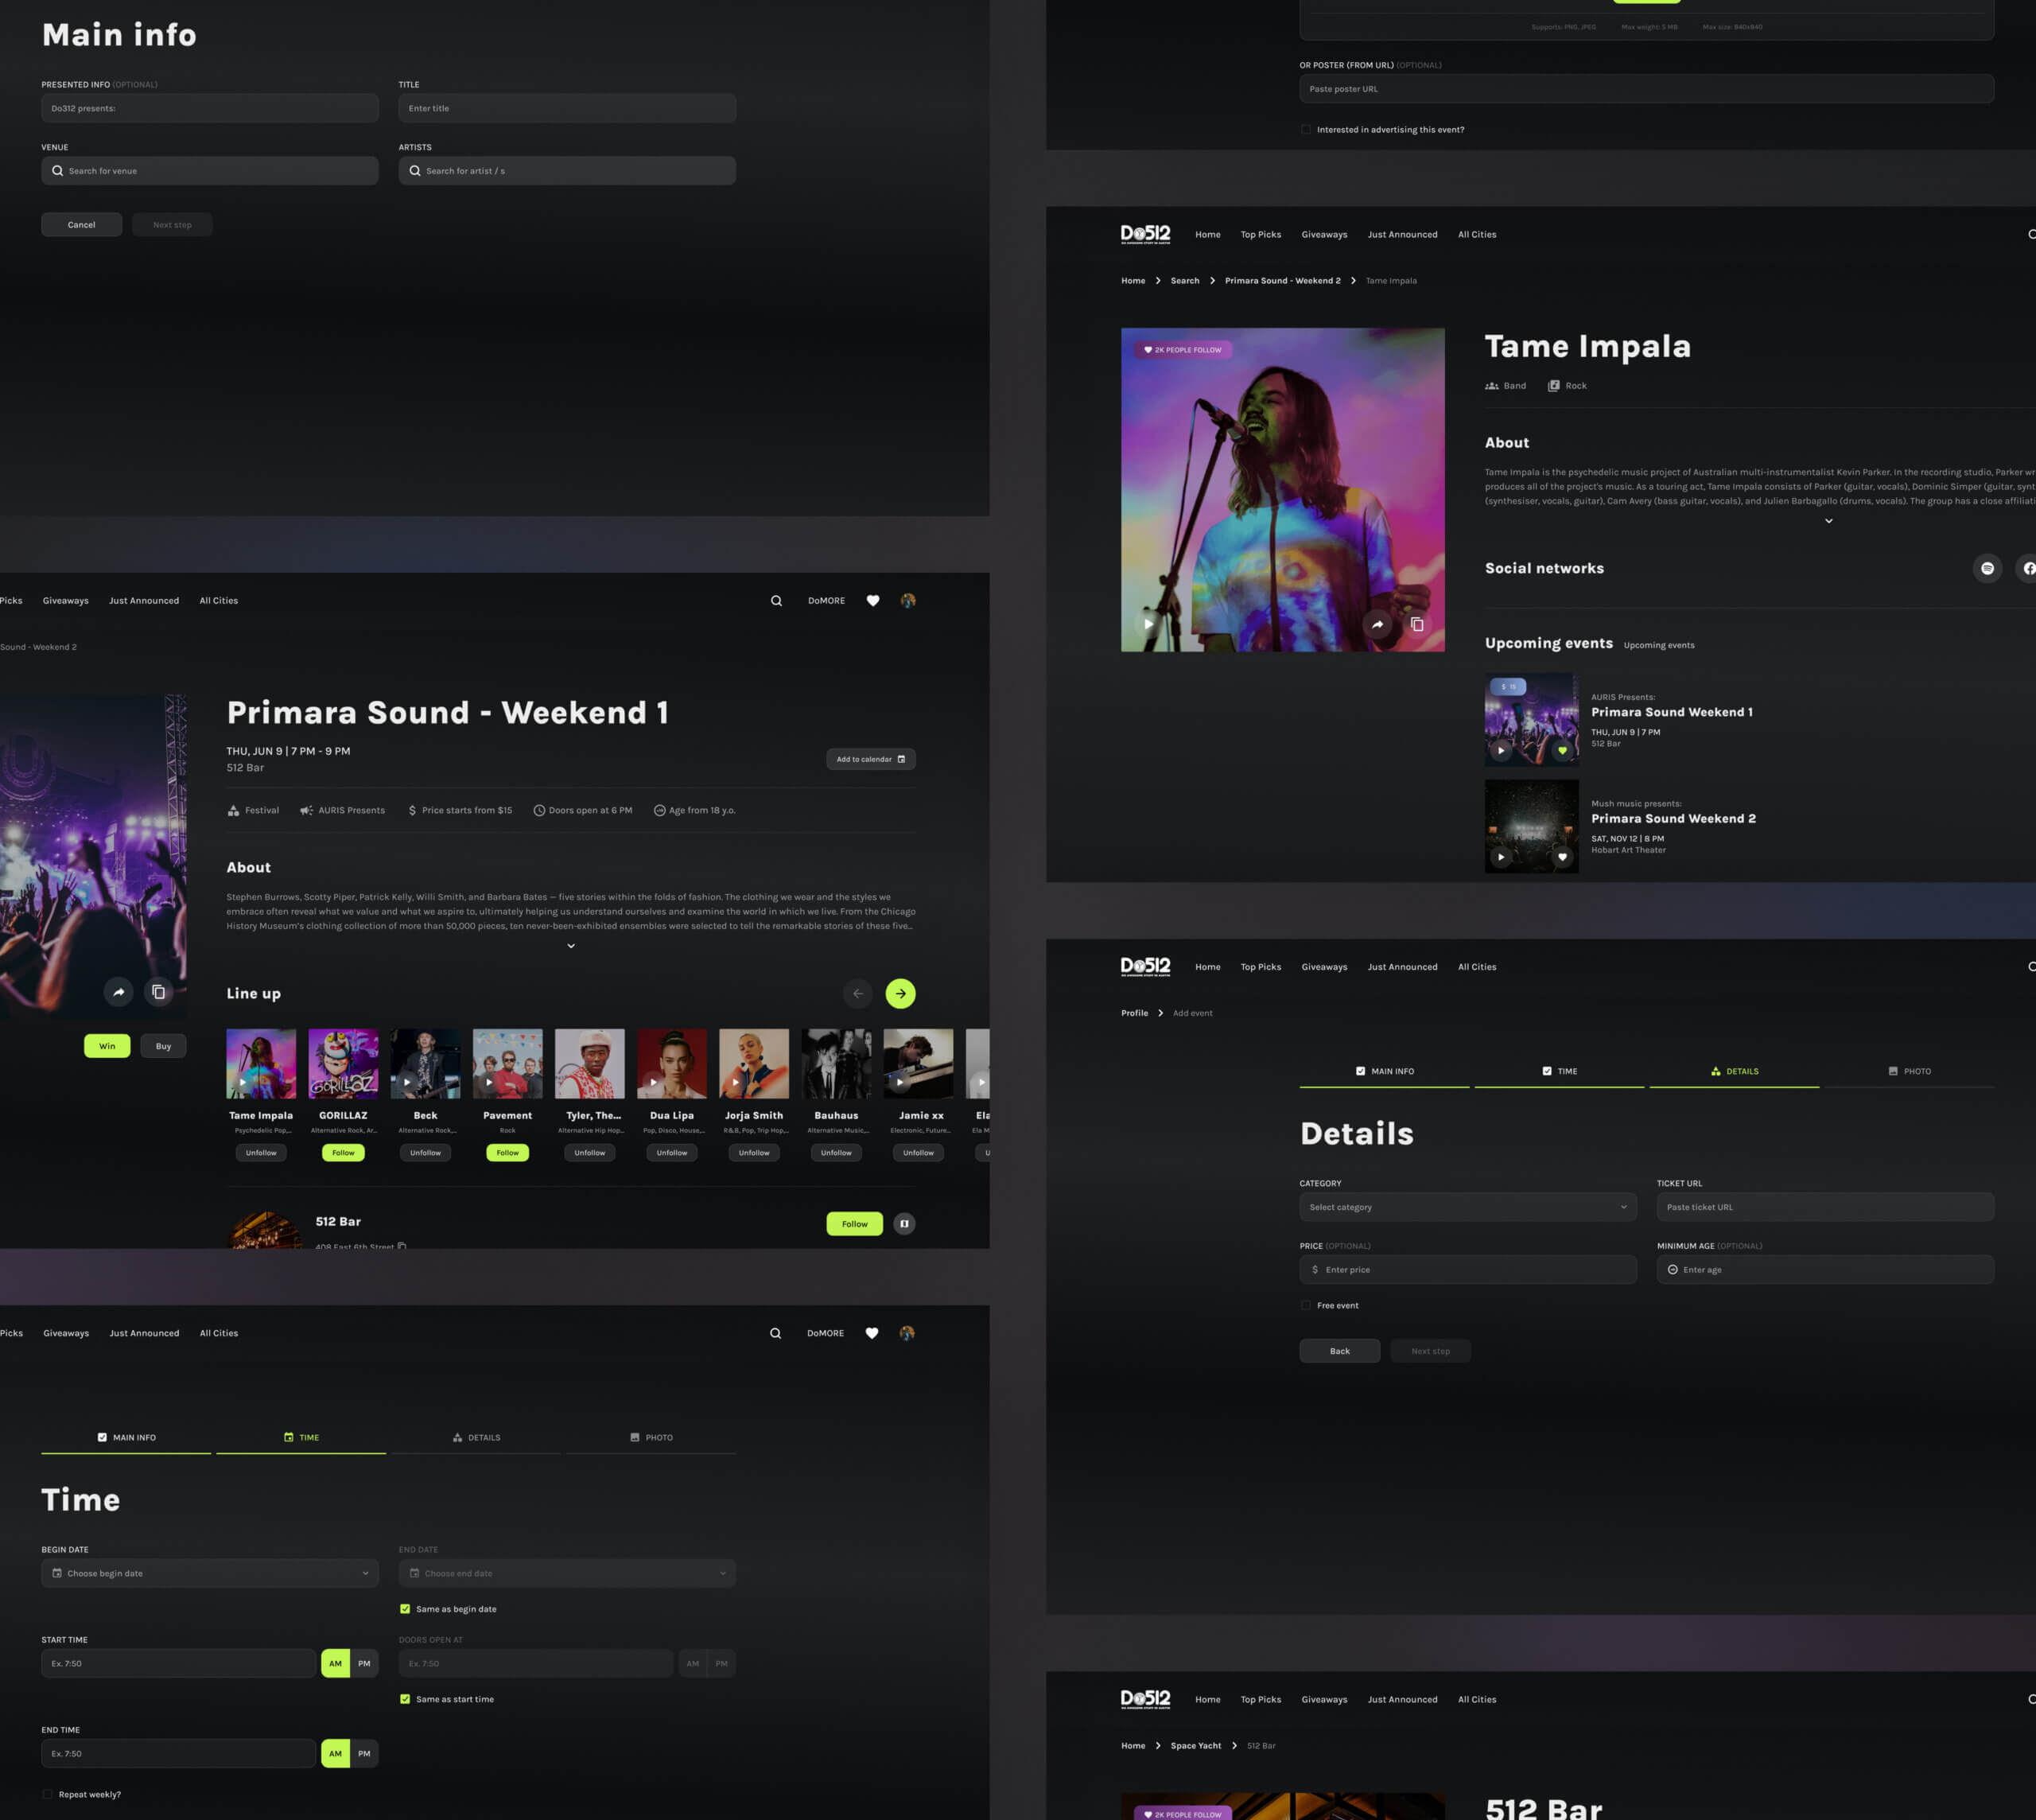 Main info
PRESENTED INFO (OPTIONAL)
Do312 presents:
TITLE
Enter title
VENUE
Search for venue
ARTISTS
Search for artist / s
Cancel
Next step
Picks
Giveaways
Just Announced
All Cities
DoMORE
Sound - Weekend 2
Primara Sound - Weekend 1
THU, JUN 9 | 7 PM - 9 PM
512 Bar
Add to calendar
Festival
AURIS Presents
Price starts from $15
Doors open at 6 PM
Age from 18 y.o.
About
Stephen Burrows, Scotty Piper, Patrick Kelly, Willi Smith, and Barbara Bates — five stories within the folds of fashion. The clothing we wear and the styles we
embrace often reveal what we value and what we aspire to, ultimately helping us understand ourselves and examine the world in which we live. From the Chicago
History Museum's clothing collection of more than 50,000 pieces, ten never-been-exhibited ensembles were selected to tell the remarkable stories of these five...
Win
Buy
Line up
GORILLAZ
Tame Impala
Psychedelic Pop,...
Unfollow
GORILLAZ
Alternative Rock, Ar...
Follow
Beck
Alternative Rock,...
Unfollow
Pavement
Rock
Follow
Tyler, The...
Alternative Hip Hop...
Unfollow
Dua Lipa
Pop, Disco, House,...
Unfollow
Jorja Smith
R&B, Pop, Trip Hop,...
Unfollow
Bauhaus
Alternative Music,...
Unfollow
Jamie xx
Electronic, Future...
Unfollow
Ela
Ela M
U
512 Bar
408 East 6th Street
Follow
Picks
Giveaways
Just Announced
All Cities
DoMORE
MAIN INFO
TIME
DETAILS
PHOTO
Time
BEGIN DATE
Choose begin date
END DATE
Choose end date
Same as begin date
START TIME
Ex. 7:50
AM
PM
DOORS OPEN AT
Ex. 7:50
AM
PM
Same as start time
END TIME
Ex. 7:50
AM
PM
Repeat weekly?
Supports: PNG, JPEG
Max weight: 5 MB
Max size: 840x840
OR POSTER (FROM URL) (OPTIONAL)
Paste poster URL
Interested in advertising this event?
Do512
Home
Top Picks
Giveaways
Just Announced
All Cities
Home
Search
Primara Sound - Weekend 2
Tame Impala
2K PEOPLE FOLLOW
Tame Impala
Band
Rock
About
Tame Impala is the psychedelic music project of Australian multi-instrumentalist Kevin Parker. In the recording studio, Parker wr
produces all of the project's music. As a touring act, Tame Impala consists of Parker (guitar, vocals), Dominic Simper (guitar, synt
(synthesiser, vocals, guitar), Cam Avery (bass guitar, vocals), and Julien Barbagallo (drums, vocals). The group has a close affiliati
Social networks
Upcoming events
Upcoming events
$ 15
AURIS Presents:
Primara Sound Weekend 1
THU, JUN 9 | 7 PM
512 Bar
Mush music presents:
Primara Sound Weekend 2
SAT, NOV 12 | 8 PM
Hobart Art Theater
Do512
Home
Top Picks
Giveaways
Just Announced
All Cities
Profile
Add event
MAIN INFO
TIME
DETAILS
PHOTO
Details
CATEGORY
Select category
TICKET URL
Paste ticket URL
PRICE (OPTIONAL)
$ Enter price
MINIMUM AGE (OPTIONAL)
Enter age
Free event
Back
Next step
Do512
Home
Top Picks
Giveaways
Just Announced
All Cities
Home
Space Yacht
512 Bar
2K PEOPLE FOLLOW
512 Bar